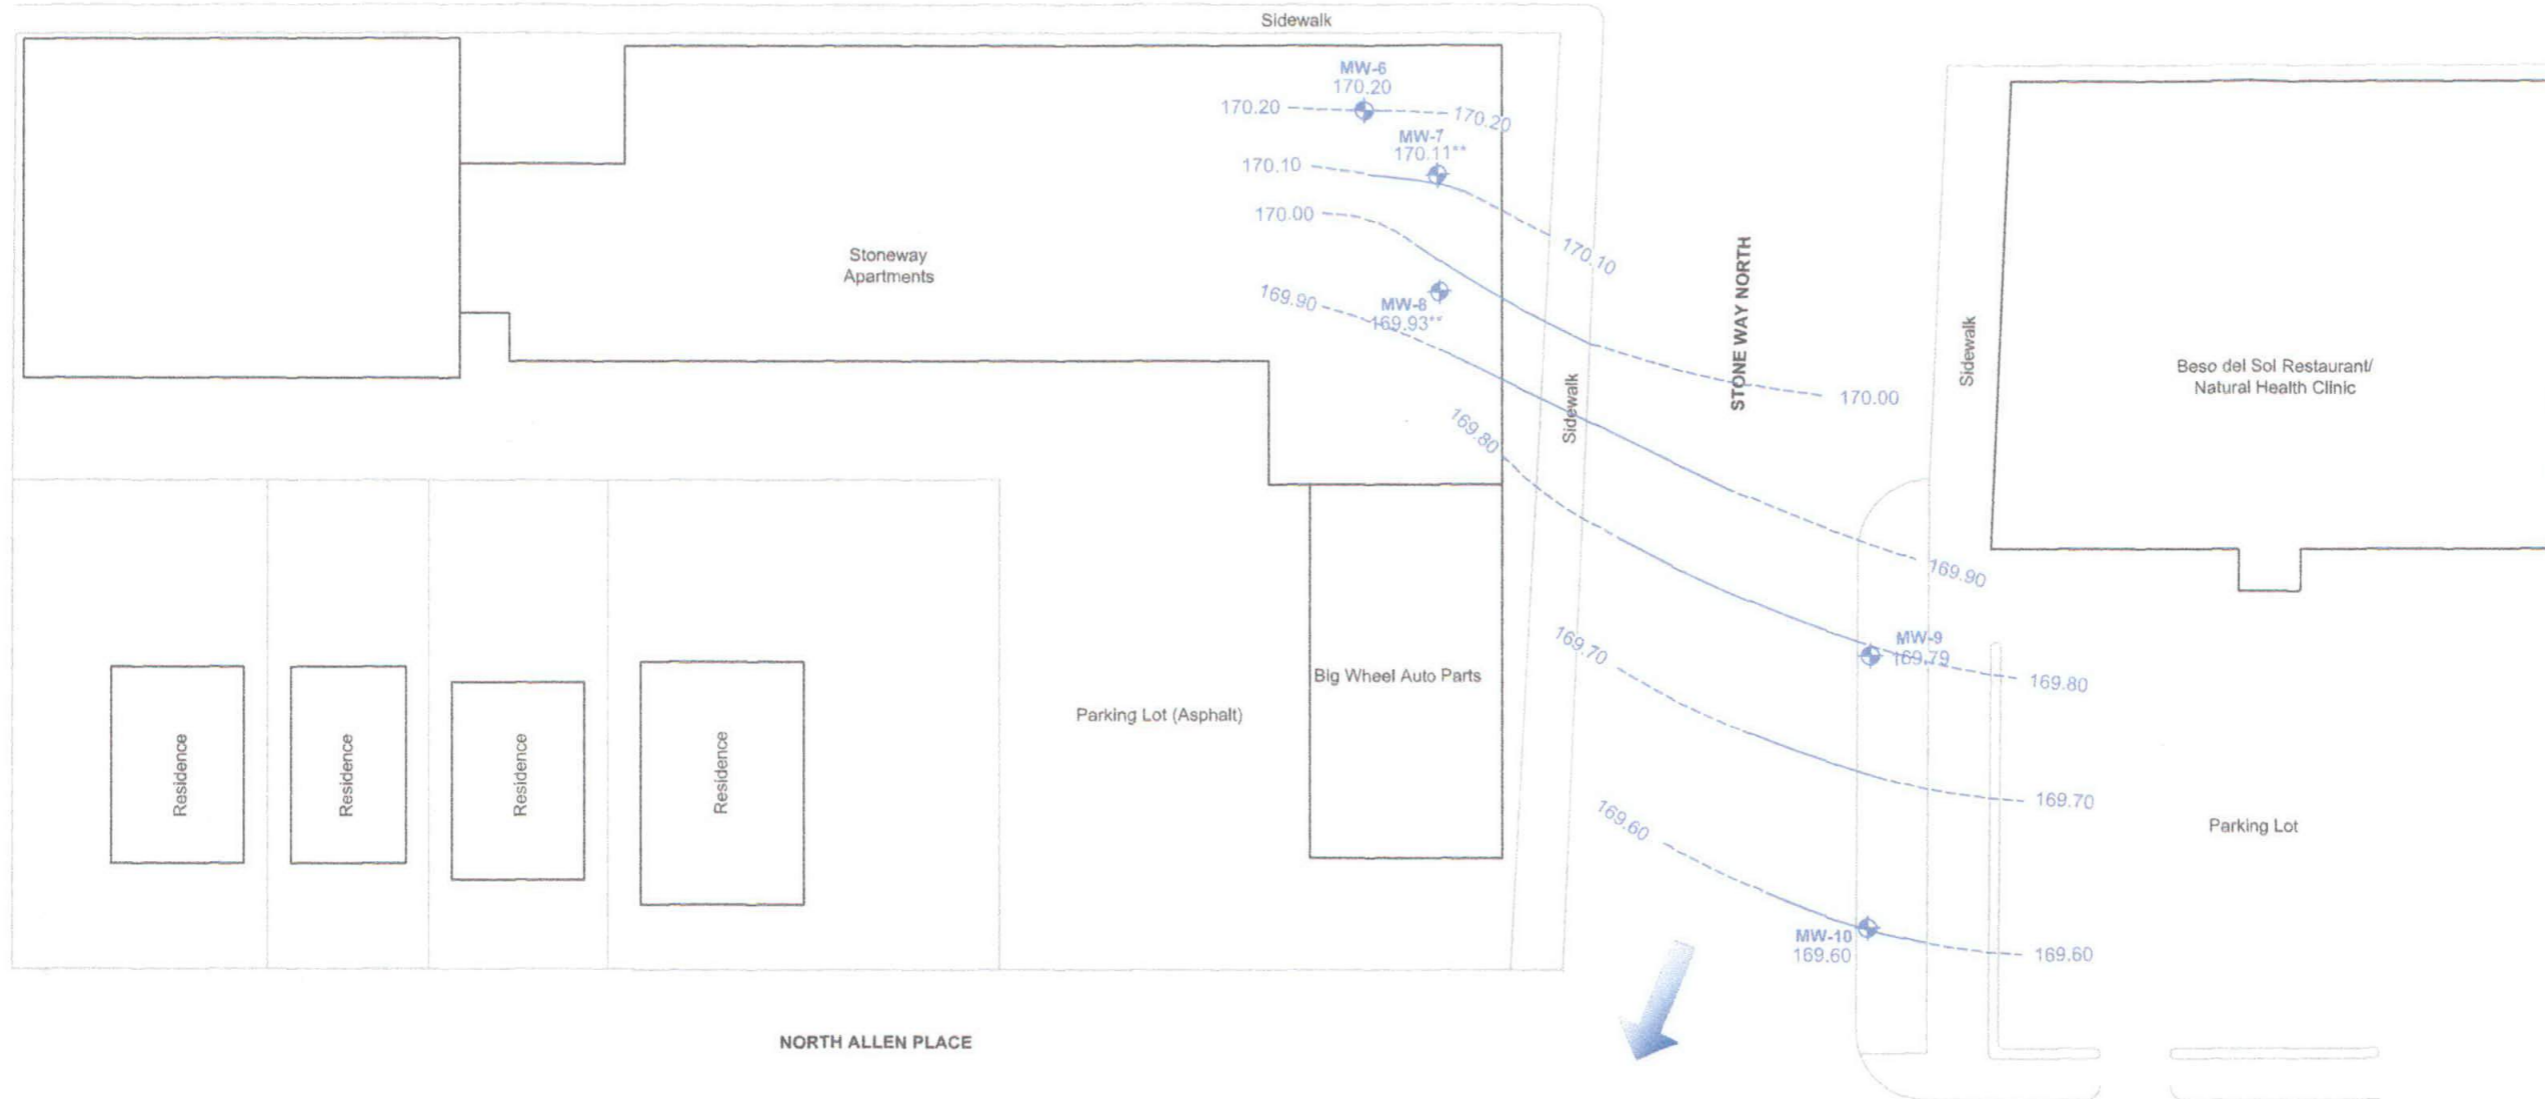 Sidewalk
MW-6
170.20
170.20
170.20
MW-7
170.11**
170.10
170.10
170.00
170.00
Stoneway
Apartments
MW-8
169.93**
169.90
169.90
STONE WAY NORTH
Sidewalk
Sidewalk
Beso del Sol Restaurant/
Natural Health Clinic
169.80
169.80
MW-9
169.79
169.70
169.70
Big Wheel Auto Parts
Parking Lot (Asphalt)
Residence
Residence
Residence
Residence
Parking Lot
169.60
169.60
MW-10
169.60
NORTH ALLEN PLACE